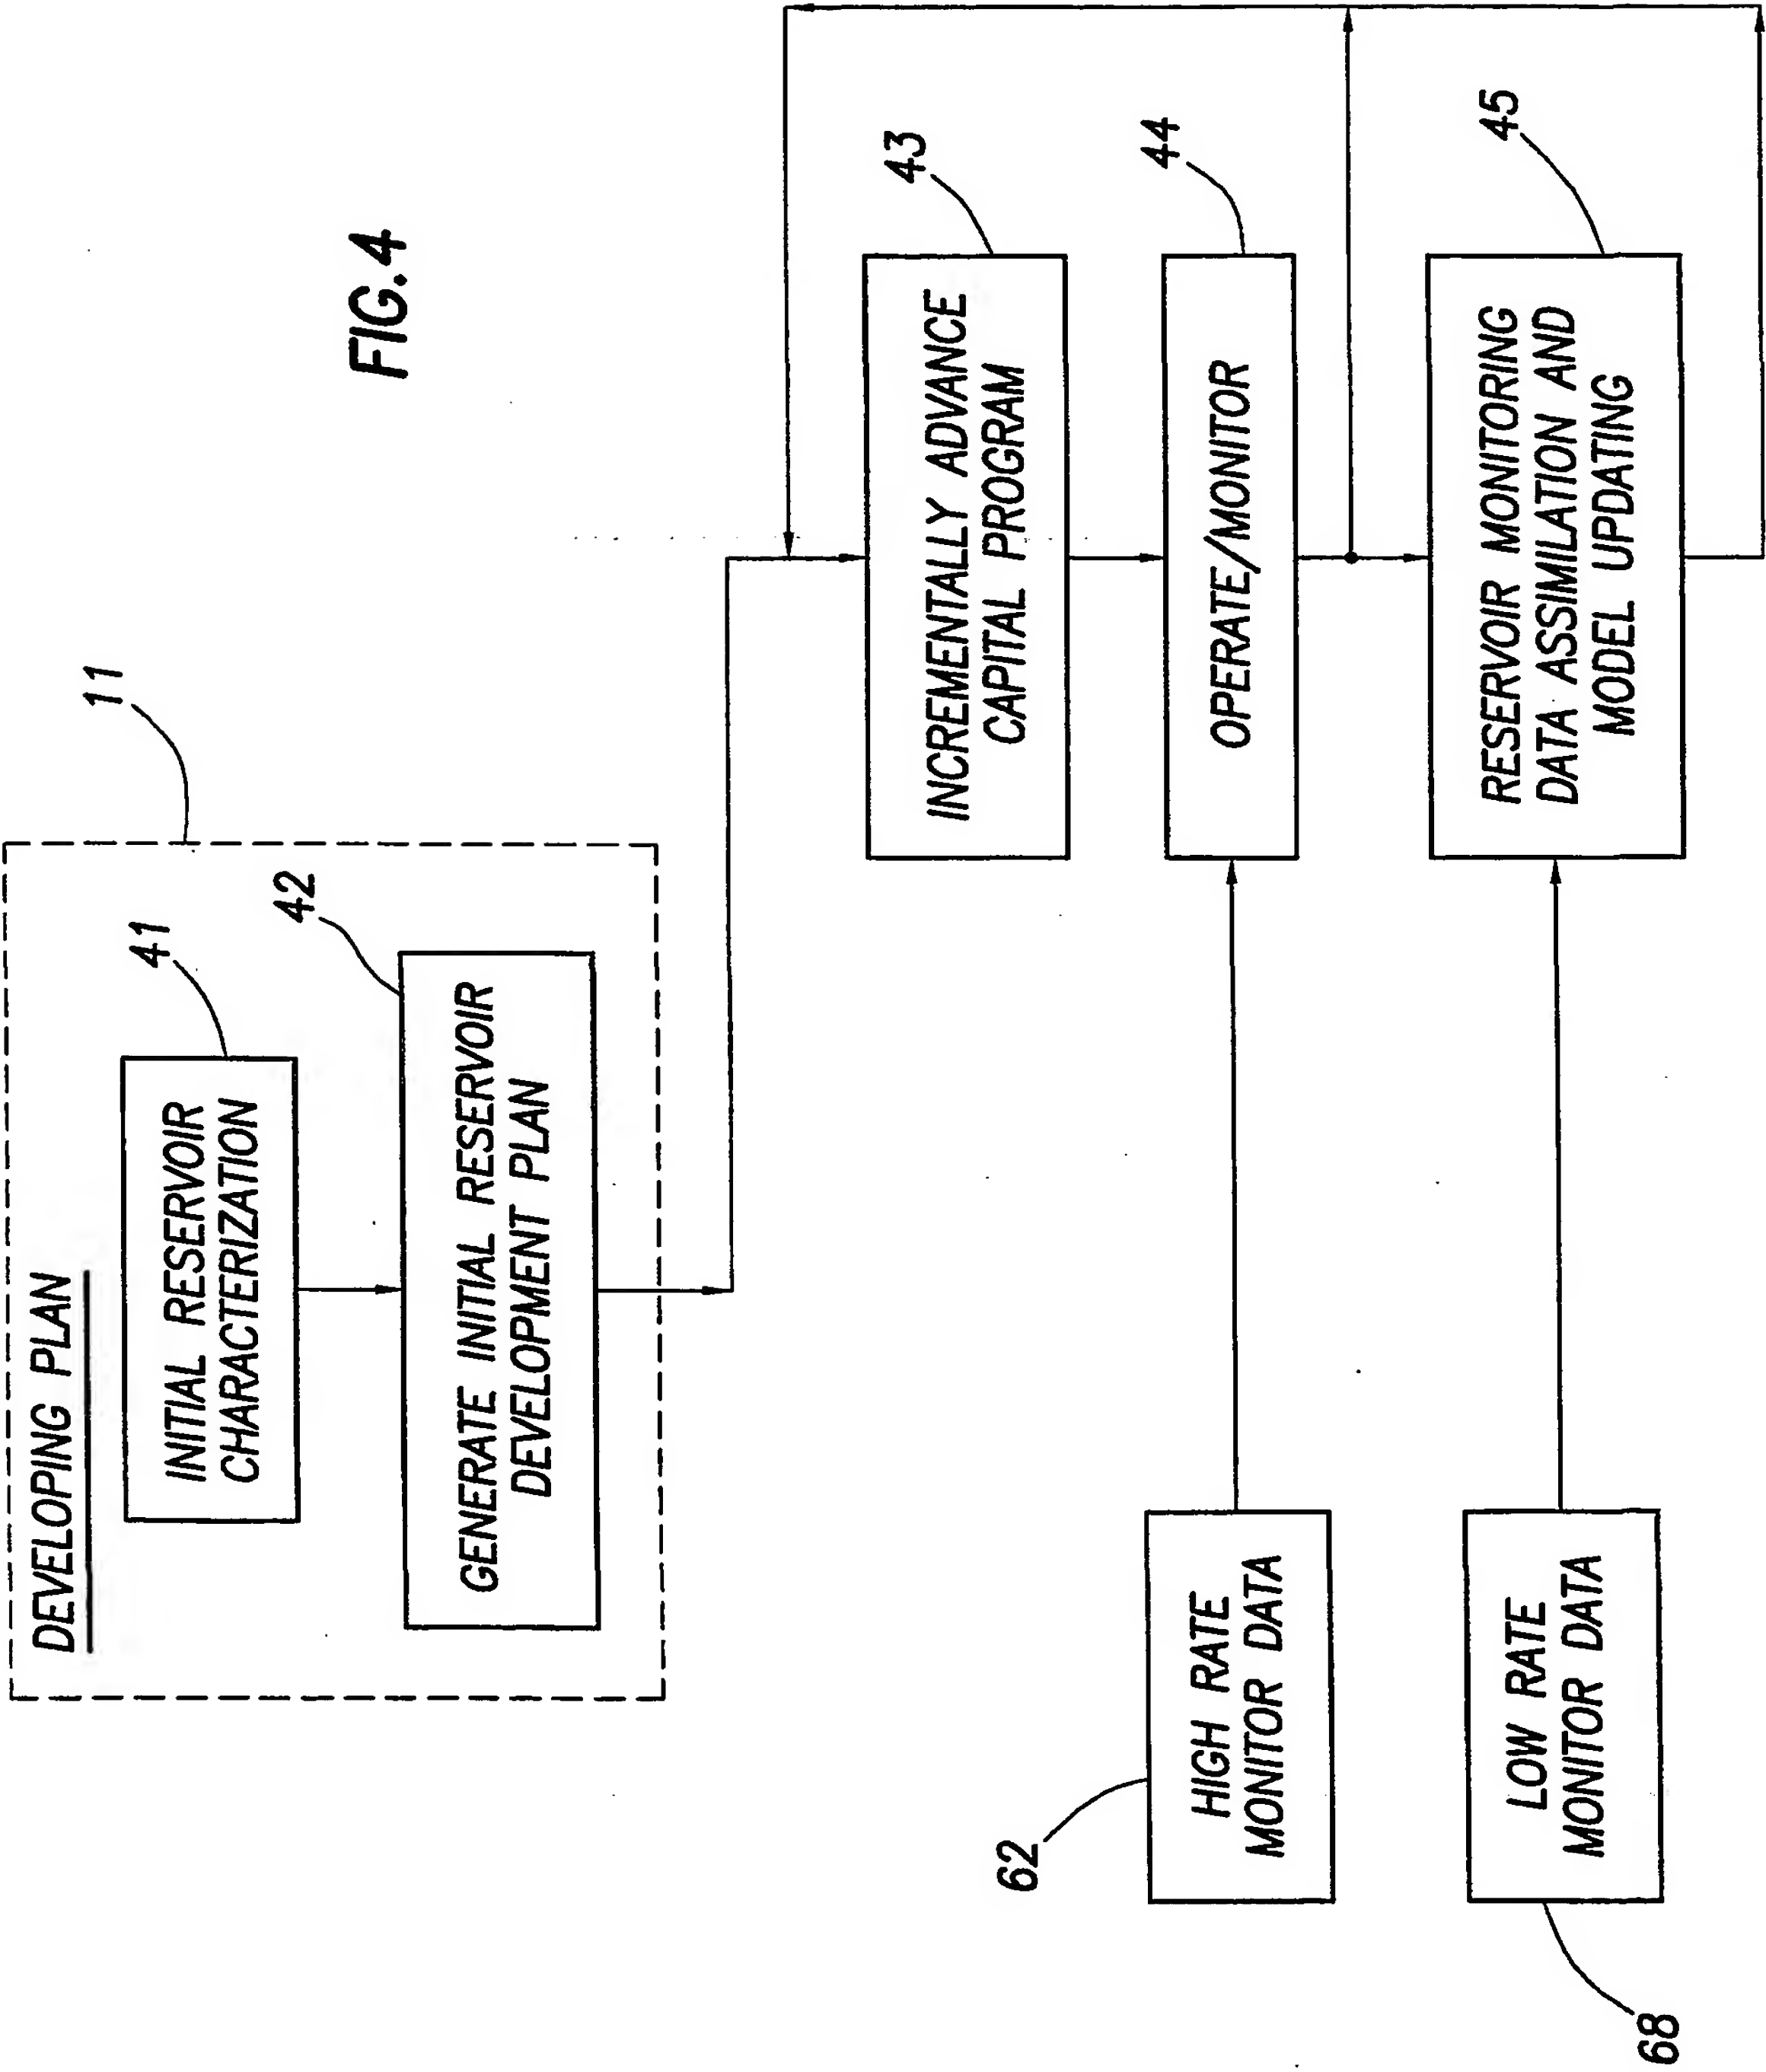 FIG.4
DEVELOPING PLAN
11
INITIAL RESERVOIR
CHARACTERIZATION
41
GENERATE INITIAL RESERVOIR
DEVELOPMENT PLAN
42
INCREMENTALLY ADVANCE
CAPITAL PROGRAM
43
HIGH RATE
MONITOR DATA
62
OPERATE/MONITOR
44
LOW RATE
MONITOR DATA
68
RESERVOIR MONITORING
DATA ASSIMILATION AND
MODEL UPDATING
45